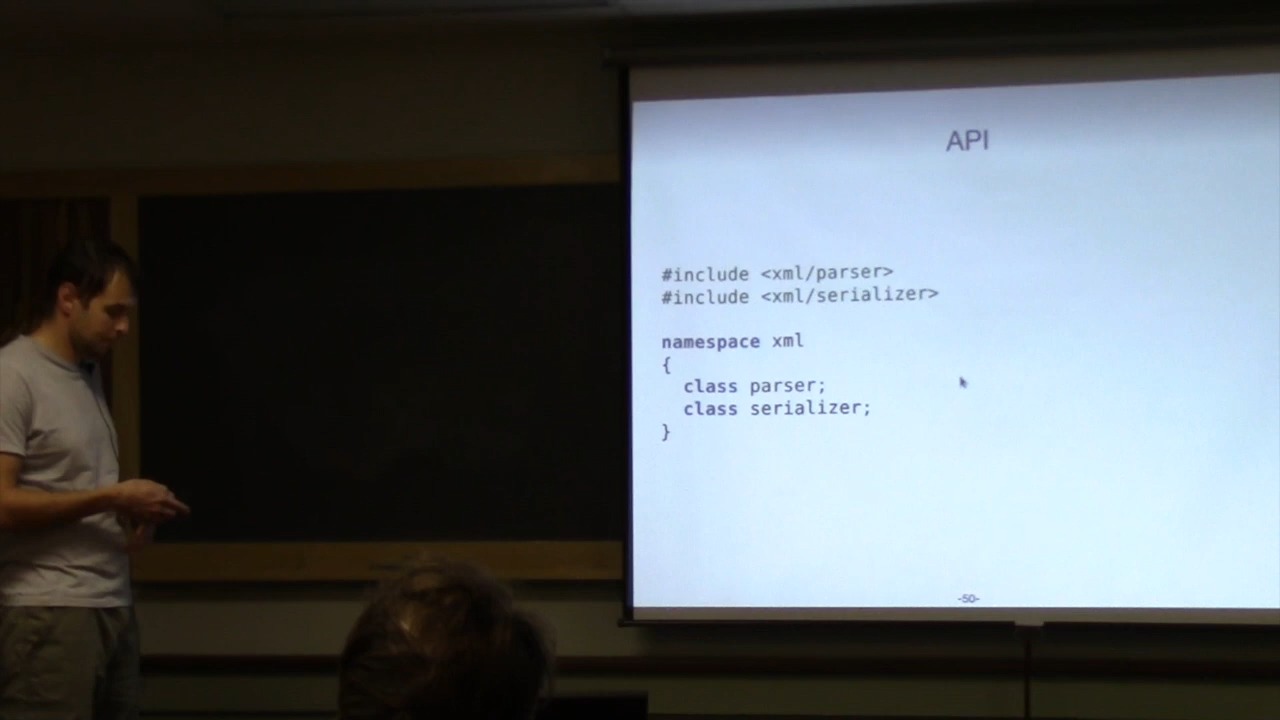 API
#include <xml/parser>
#include <xml/serializer>
namespace xml
{
class parser;
class serializer;
}
-50-